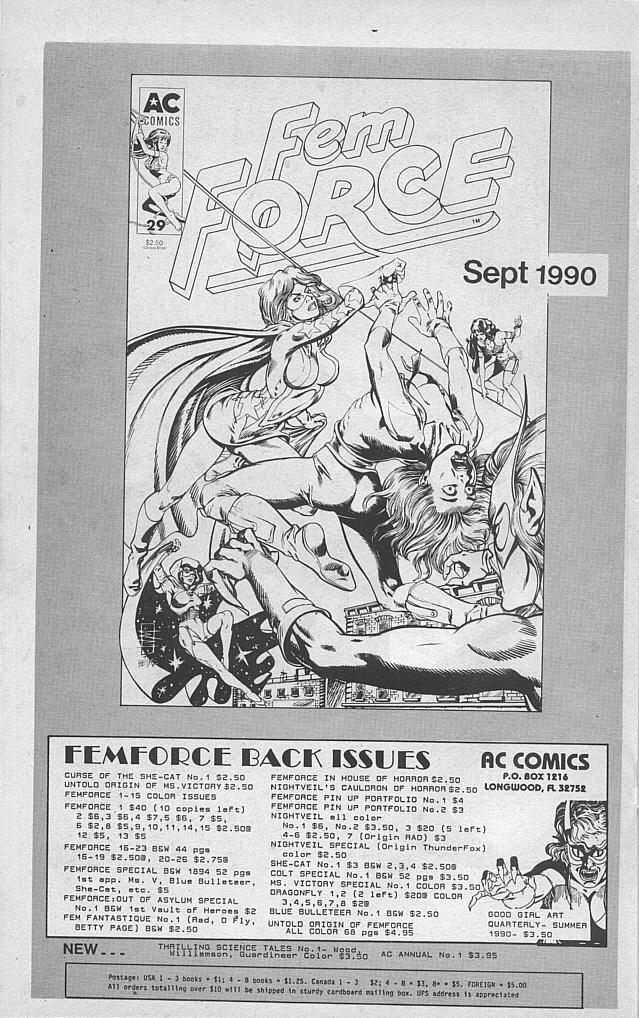 AC
COMICS
29
$2.50
Fem
FORCE
TM
Sept 1990
FEMFORCE BACK ISSUES
CURSE OF THE SHE-CAT No.1 $2.50
UNTOLD ORIGIN OF MS.VICTORY $2.50
FEMFORCE 1-15 COLOR ISSUES
FEMFORCE 1 $40 (10 copies left)
2 $6,3 $6,4 $7,5 $6, 7 $5,
6 $2,8 $5,9,10,11,14,15 $2.50@
12 $5, 13 $5
FEMFORCE 16-23 B&W 44 pgs
16-19 $2.50@, 20-26 $2.75@
FEMFORCE SPECIAL B&W 1894 52 pgs
1st app. Ms. V, Blue Bulleteer,
She-Cat, etc. $5
FEMFORCE:OUT OF ASYLUM SPECIAL
No.1 B&W 1st Vault of Heroes $2
FEM FANTASTIQUE No.1 (Rad, D Fly,
BETTY PAGE) B&W $2.50
FEMFORCE IN HOUSE OF HORROR $2.50
NIGHTVEIL'S CAULDRON OF HORROR $2.50
FEMFORCE PIN UP PORTFOLIO No.1 $4
FEMFORCE PIN UP PORTFOLIO No.2 $3
NIGHTVEIL all color
No.1 $6, No.2 $3.50, 3 $20 (5 left)
4-6 $2.50, 7 (Origin RAD) $3
NIGHTVEIL SPECIAL (Origin ThunderFox)
color $2.50
SHE-CAT No.1 $3 B&W 2,3,4 $2.50@
COLT SPECIAL No.1 B&W 52 pgs $3.50
MS. VICTORY SPECIAL No.1 COLOR $3.50
DRAGONFLY 1,2 (2 left) $20@ COLOR
3,4,5,6,7,8 $2@
BLUE BULLETEER No.1 B&W $2.50
UNTOLD ORIGIN OF FEMFORCE
ALL COLOR 68 pgs $4.95
AC COMICS
P.O. BOX 1216
LONGWOOD, FL 32752
GOOD GIRL ART
QUARTERLY- SUMMER
1990- $3.50
NEW... THRILLING SCIENCE TALES No.1- Wood,
Williamson, Guardineer Color $3.50 AC ANNUAL No.1 $3.95
Postage: USA 1 - 3 books = $1; 4 - 8 books = $1.25. Canada 1 - 3 $2; 4 - 8 = $3, 8+ = $5. FOREIGN = $5.00
All orders totalling over $10 will be shipped in sturdy cardboard mailing box. UPS address is appreciated